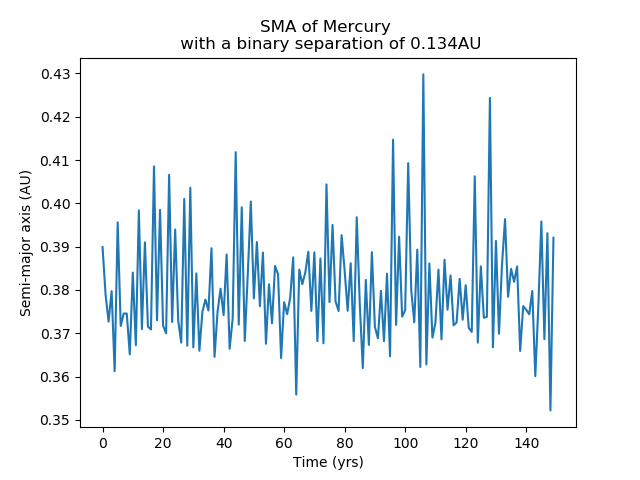 SMA of Mercury
with a binary separation of 0.134AU
0.43
0.42
0.41
0.40
0.39
0.38
0.37
0.36
0.35
Semi-major axis (AU)
0 20 40 60 80 100 120 140
Time (yrs)